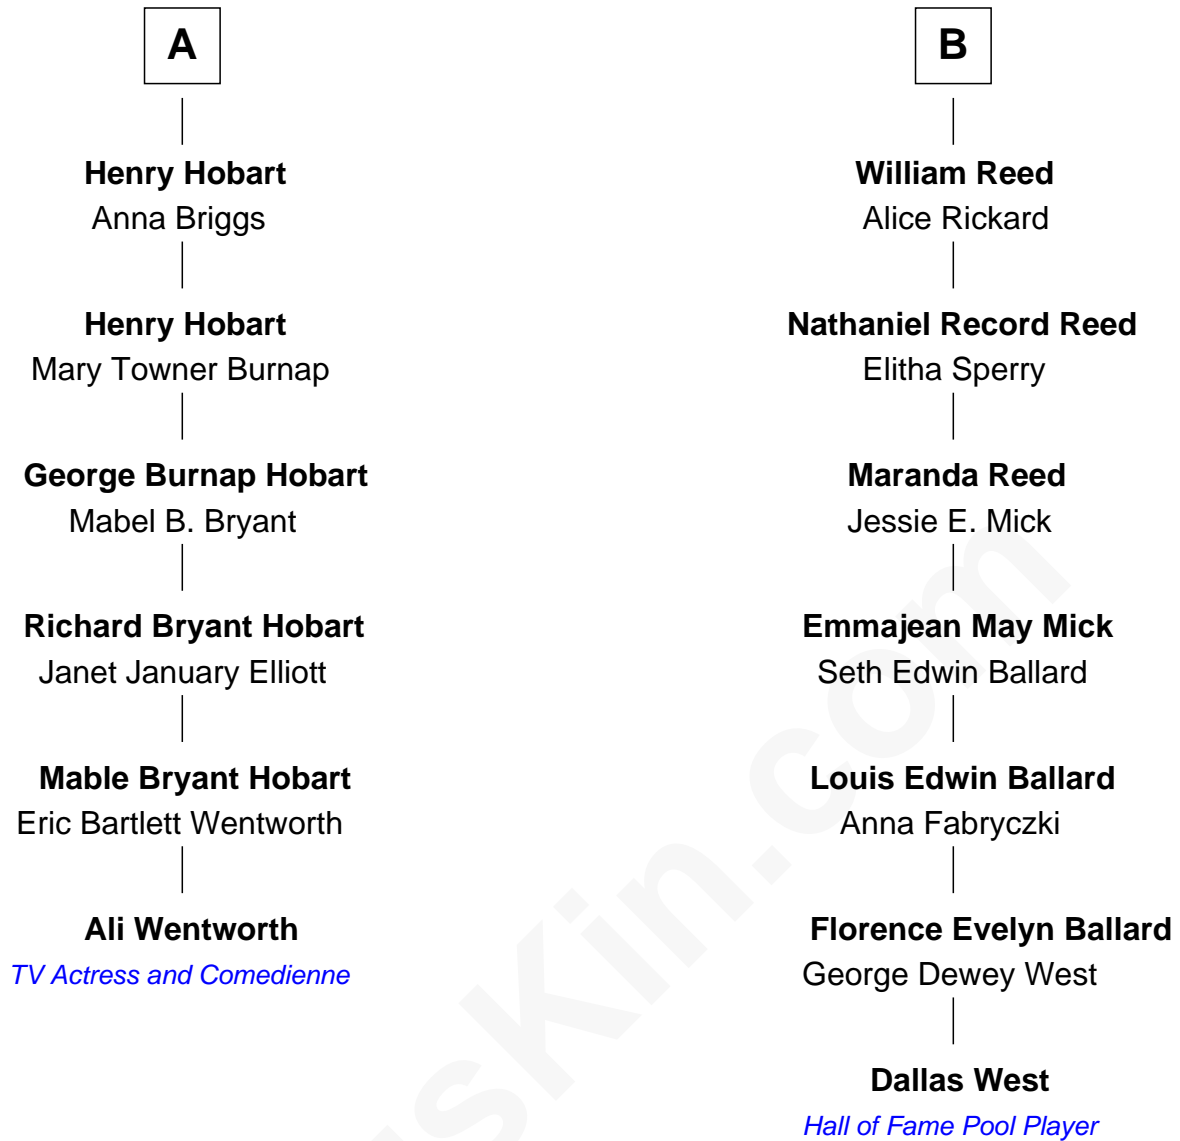 A
Henry Hobart
Anna Briggs
Henry Hobart
Mary Towner Burnap
George Burnap Hobart
Mabel B. Bryant
Richard Bryant Hobart
Janet January Elliott
Mable Bryant Hobart
Eric Bartlett Wentworth
Ali Wentworth
TV Actress and Comedienne
B
William Reed
Alice Rickard
Nathaniel Record Reed
Elitha Sperry
Maranda Reed
Jessie E. Mick
Emmajean May Mick
Seth Edwin Ballard
Louis Edwin Ballard
Anna Fabryczki
Florence Evelyn Ballard
George Dewey West
Dallas West
Hall of Fame Pool Player
usKin.com